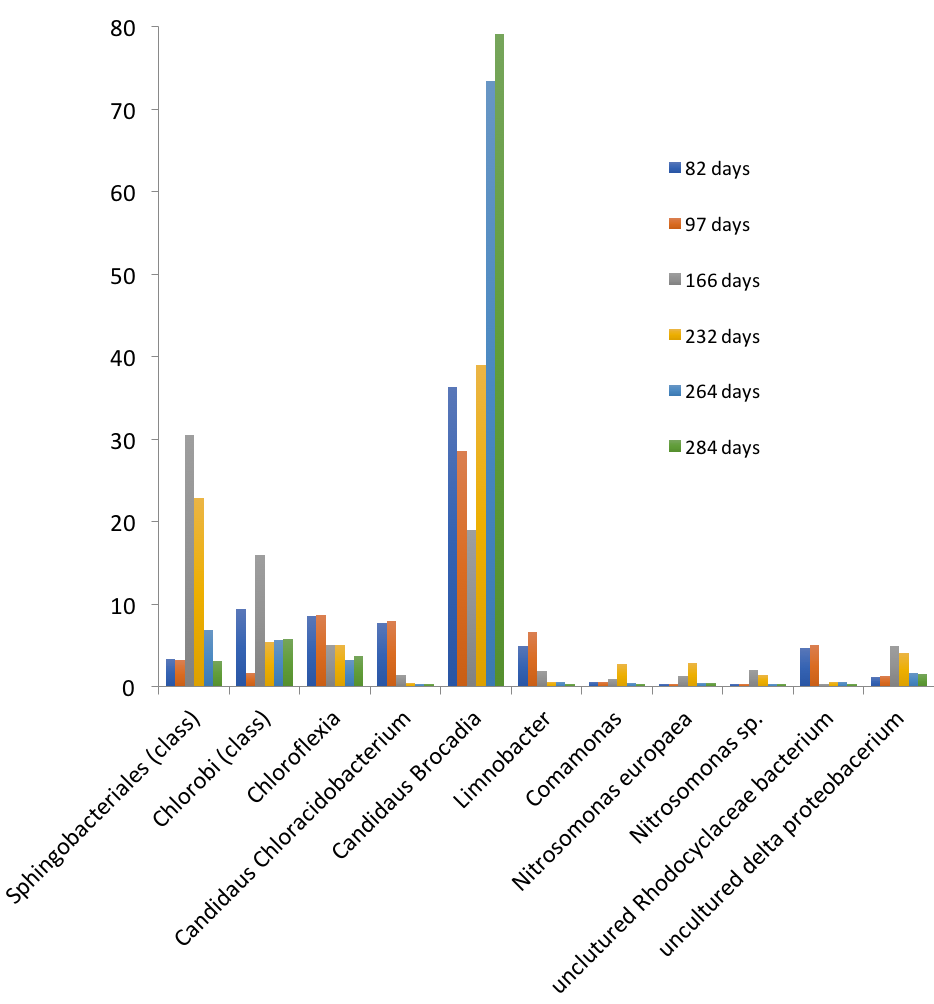 80
70
60
50
40
30
20
10
0
82 days
97 days
166 days
232 days
264 days
284 days
Sphingobacteriales (class)
Chlorobi (class)
Chloroflexia
Candidaus Chloracidobacterium
Candidaus Brocadia
Limnobacter
Comamonas
Nitrosomonas europaea
Nitrosomonas sp.
unclutured Rhodocyclaceae bacterium
uncultured delta proteobacerium